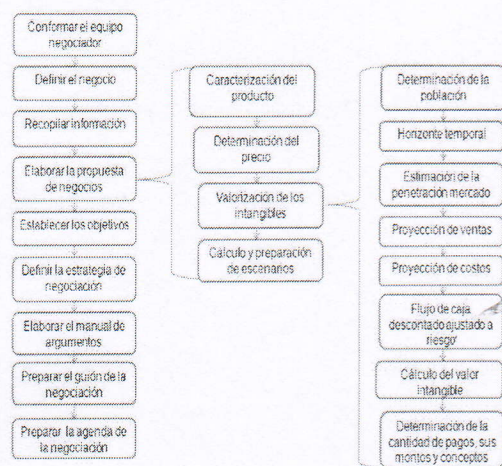 Conformar el equipo
negociador
Definir el negocio
Recopilar información
Elaborar la propuesta
de negocios
Establecer los objetivos
Definir la estrategia de
negociación
Elaborar el manual de
argumentos
Preparar el guión de la
negociación
Preparar la agenda de
la negociación
Caracterización del
producto
Determinación del
precio
Valorización de los
intangibles
Cálculo y preparación
de escenarios
Determinación de la
población
Horizonte temporal
Estimación de la
penetración mercado
Proyección de ventas
Proyección de costos
Flujo de caja
descontado ajustado a
riesgo
Cálculo del valor
intangible
Determinación de la
cantidad de pagos, sus
montos y conceptos